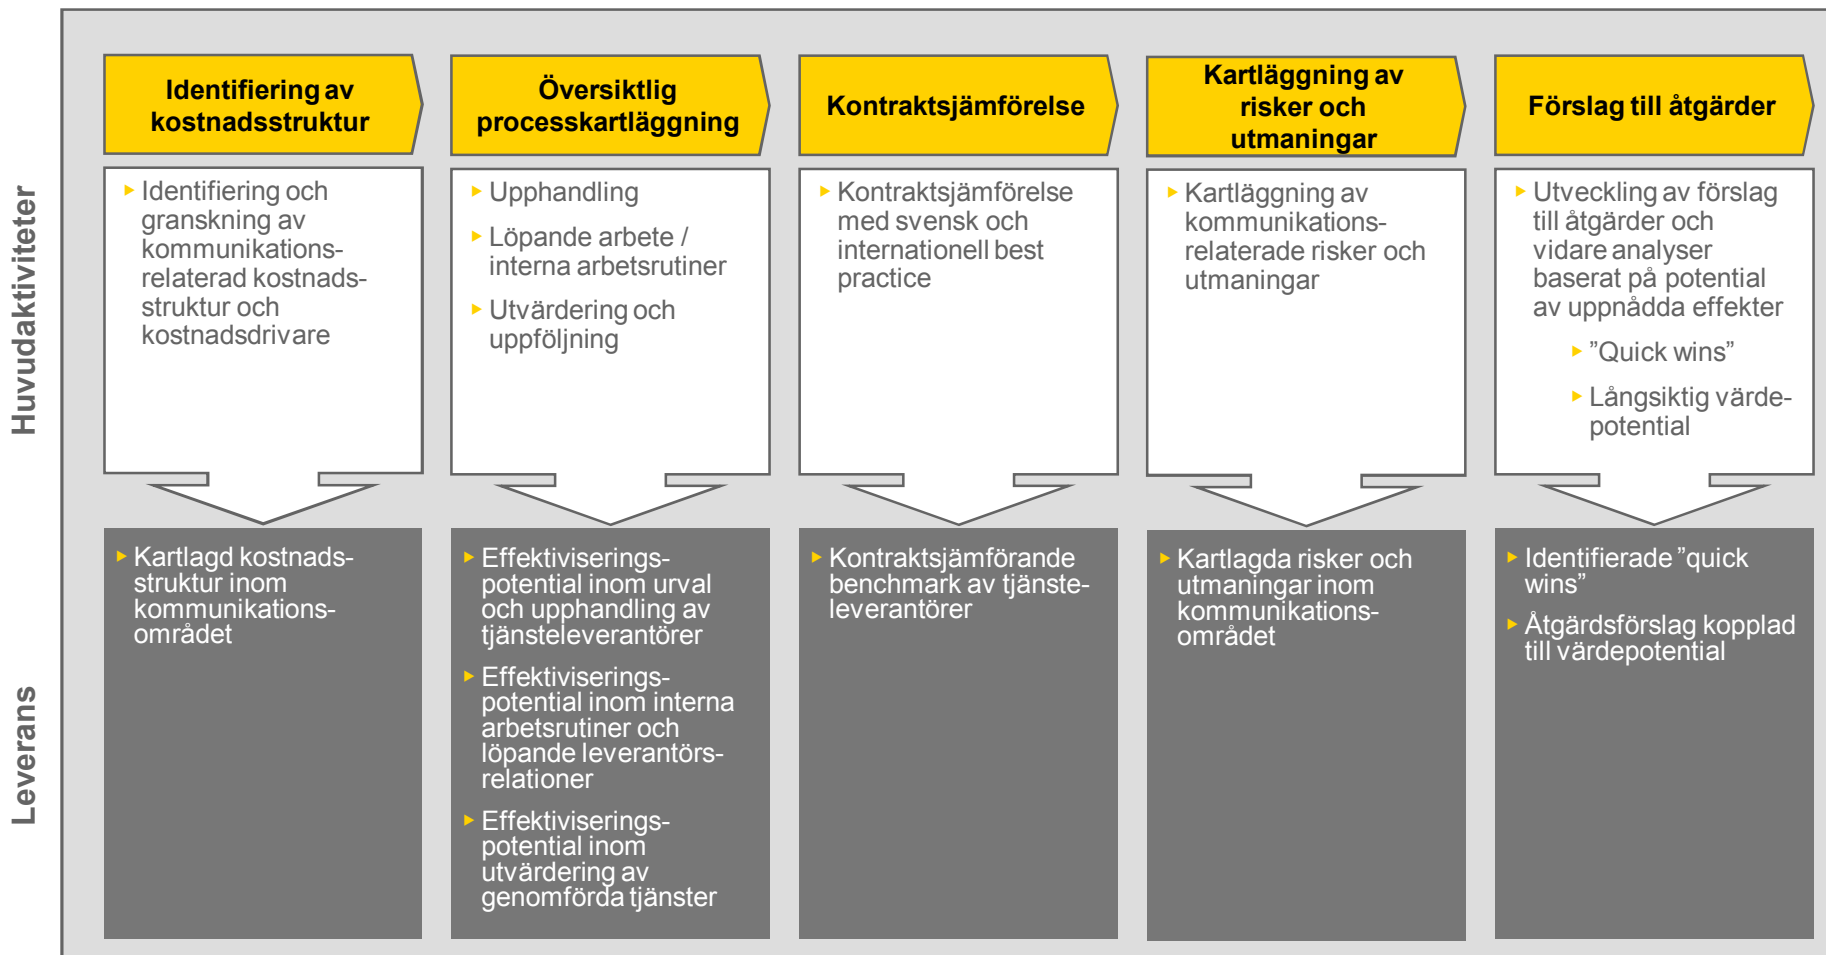 Huvudaktiviteter
Leverans
Identifiering av
kostnadsstruktur
Översiktlig
processkartläggning
Kontraktsjämförelse
Kartläggning av
risker och
utmaningar
Förslag till åtgärder
Identifiering och
granskning av
kommunikations-
relaterad kostnads-
struktur och
kostnadsdrivare
Upphandling
Löpande arbete /
interna arbetsrutiner
Utvärdering och
uppföljning
Kontraktsjämförelse
med svensk och
internationell best
practice
Kartläggning av
kommunikations-
relaterade risker och
utmaningar
Utveckling av förslag
till åtgärder och
vidare analyser
baserat på potential
av uppnådda effekter
”Quick wins”
Långsiktig värde-
potential
Kartlagd kostnads-
struktur inom
kommunikations-
området
Effektiviserings-
potential inom urval
och upphandling av
tjänsteleverantörer
Effektiviserings-
potential inom interna
arbetsrutiner och
löpande leverantörs-
relationer
Effektiviserings-
potential inom
utvärdering av
genomförda tjänster
Kontraktsjämförande
benchmark av tjänste-
leverantörer
Kartlagda risker och
utmaningar inom
kommunikations-
området
Identifierade ”quick
wins”
Åtgärdsförslag kopplad
till värdepotential